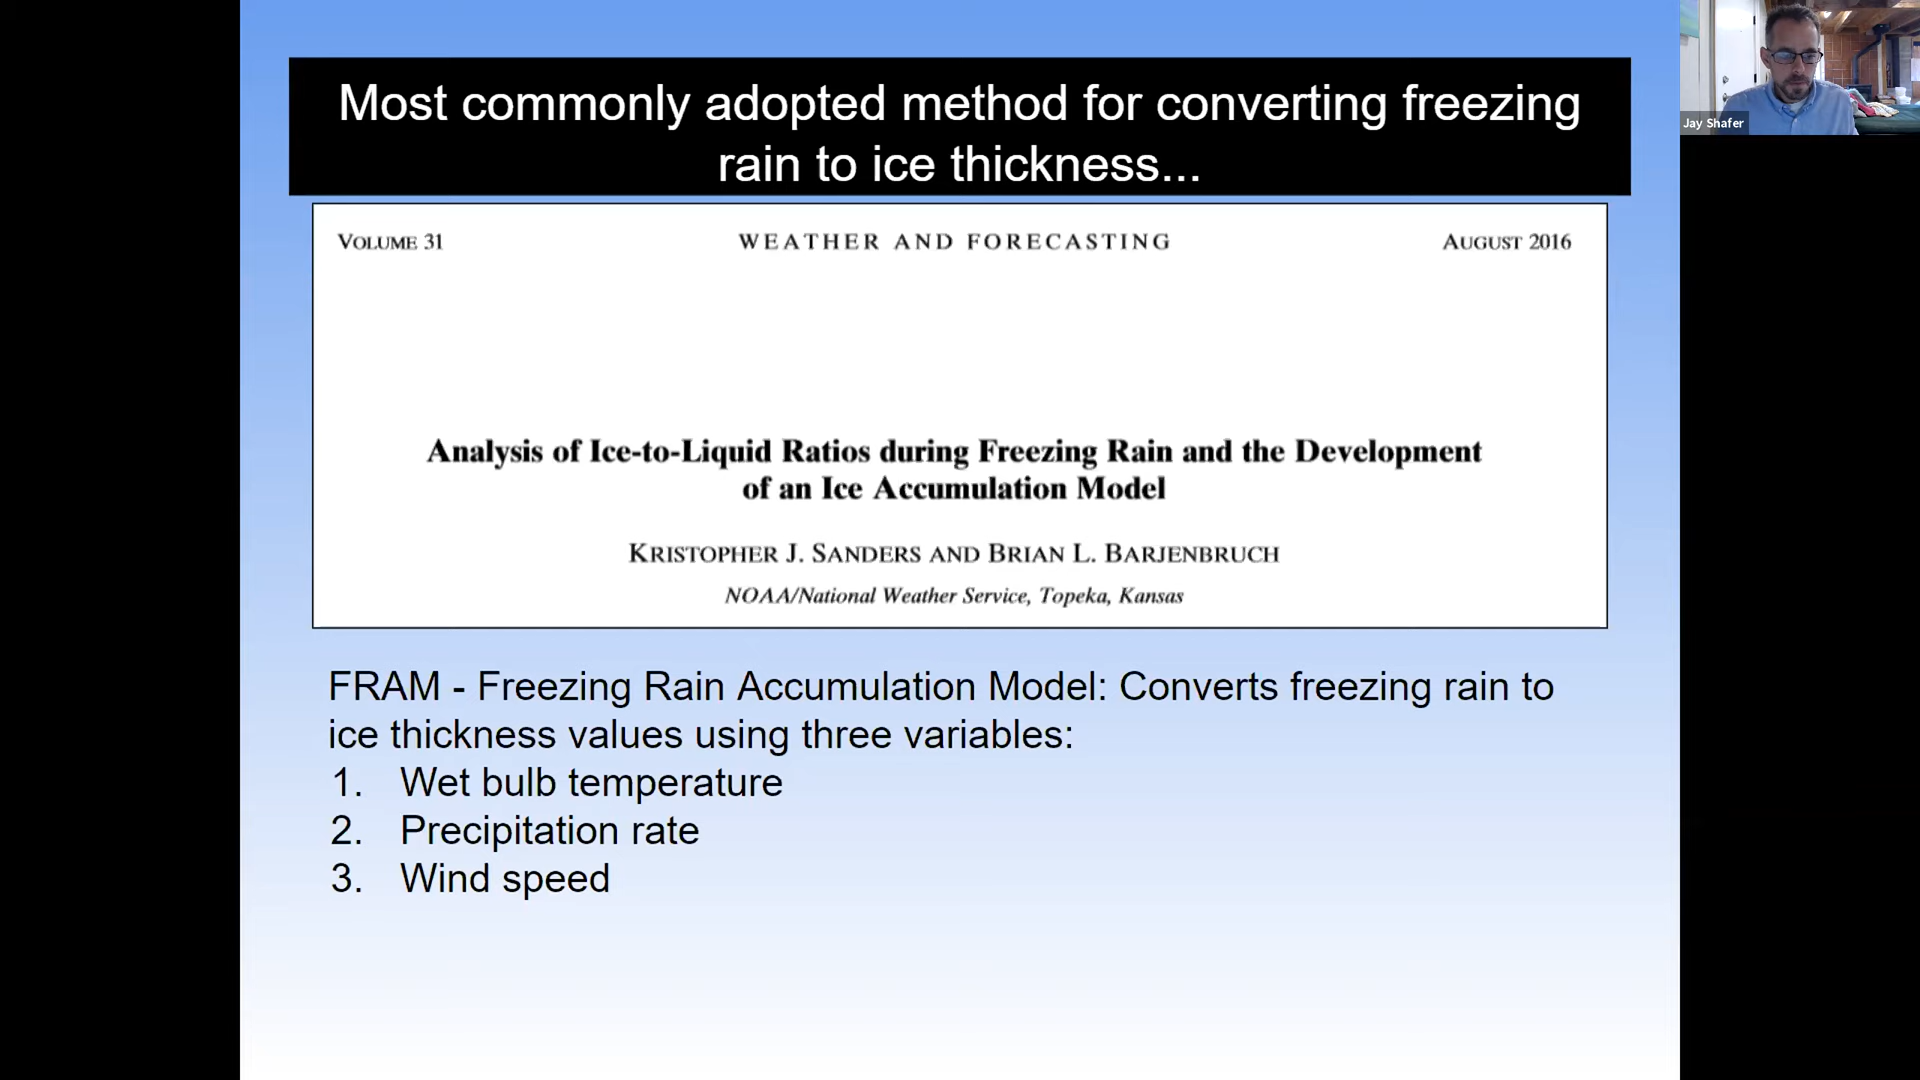 Most commonly adopted method for converting freezing
rain to ice thickness...
Jay Shafer
VOLUME 31 WEATHER AND FORECASTING AUGUST 2016
Analysis of Ice-to-Liquid Ratios during Freezing Rain and the Development
of an Ice Accumulation Model
KRISTOPHER J. SANDERS AND BRIAN L. BARJENBRUCH
NOAA/National Weather Service, Topeka, Kansas
FRAM - Freezing Rain Accumulation Model: Converts freezing rain to
ice thickness values using three variables:
1. Wet bulb temperature
2. Precipitation rate
3. Wind speed